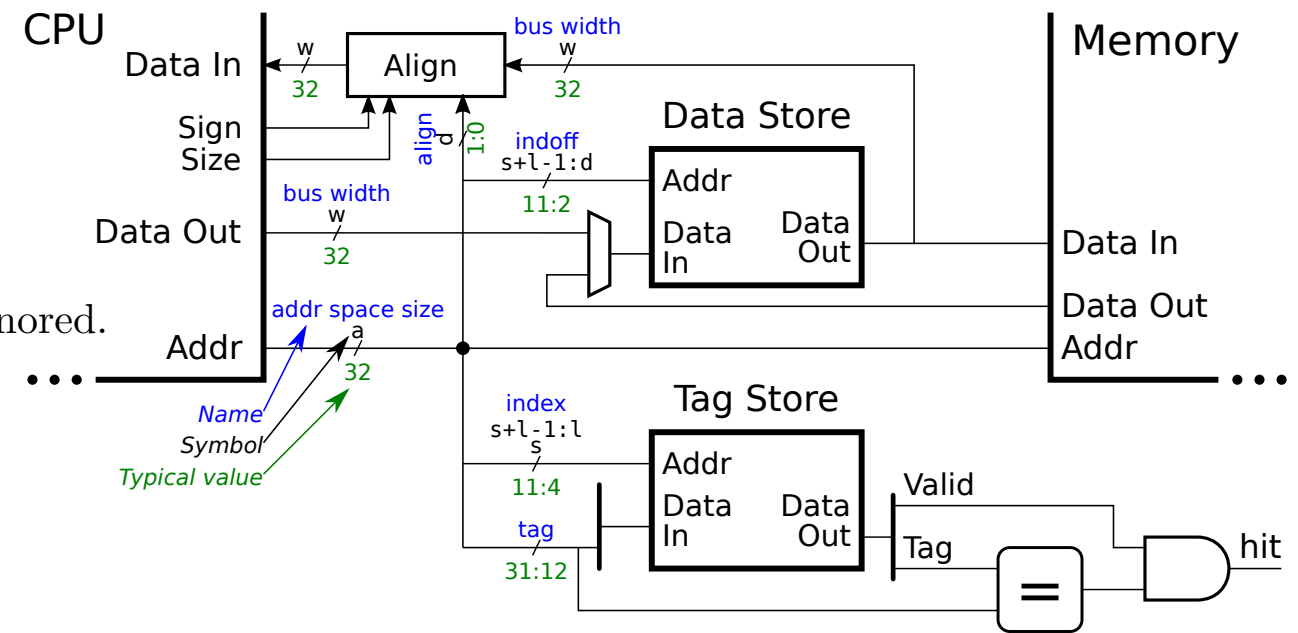 CPU
bus width
Memory
w
w
Data In
Align
32
32
Data Store
Sign
align
d
1:0
indoff
Size
s+l-1:d
Addr
bus width
11:2
w
Data
In
Data
Out
Data Out
Data In
32
nored.
addr space size
Data Out
a
Addr
Addr
32
Tag Store
Name
index
Symbol
s+l-1:l
s
Typical value
Addr
11:4
Data
In
Data
Out
Valid
tag
Tag
hit
31:12
=